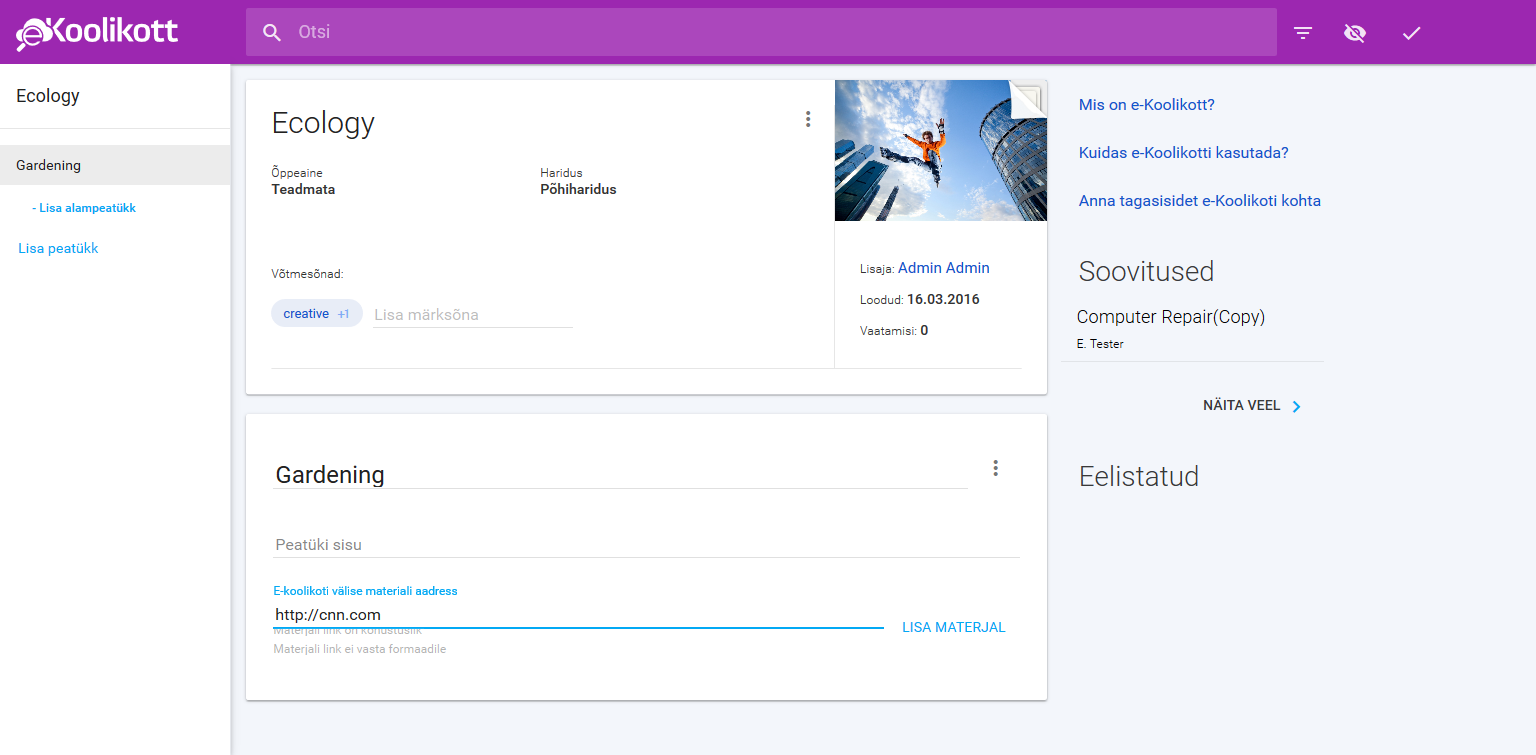 eKoolikott
Otsi
Ecology
Gardening
- Lisa alampeatükk
Lisa peatükk
Ecology
Õppeaine
Teadmata
Haridus
Põhiharidus
Võtmesõnad:
creative +1
Lisa märksõna
Lisaja: Admin Admin
Loodud: 16.03.2016
Vaatamisi: 0
Gardening
Peatüki sisu
E-koolikoti välise materiali aadress
http://cnn.com
LISA MATERJAL
Materjali link on kohustuslik
Materjali link ei vasta formaadile
Mis on e-Koolikott?
Kuidas e-Koolikotti kasutada?
Anna tagasisidet e-Koolikoti kohta
Soovitused
Computer Repair(Copy)
E. Tester
NÄITA VEEL
Eelistatud